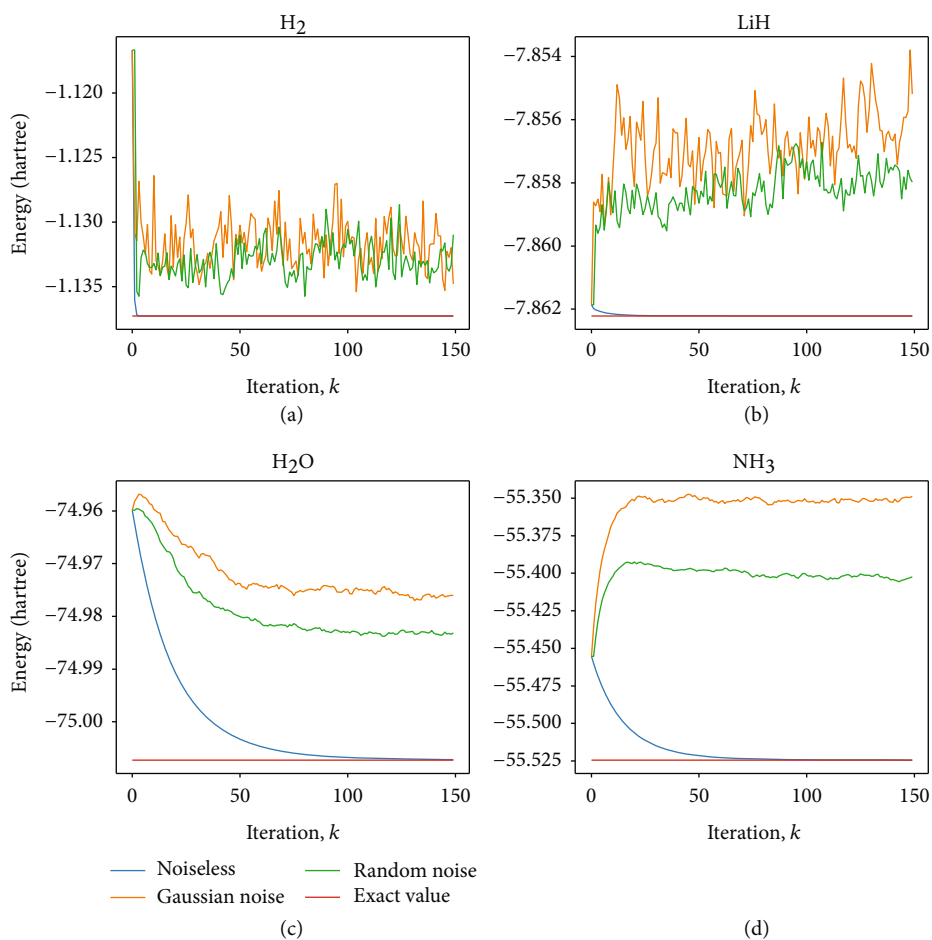 H2
LiH
Energy (hartree)
−1.120
−1.125
−1.130
−1.135
0
50
100
150
Iteration, k
(a)
−7.854
−7.856
−7.858
−7.860
−7.862
0
50
100
150
Iteration, k
(b)
H2O
NH3
Energy (hartree)
−74.96
−74.97
−74.98
−74.99
−75.00
0
50
100
150
Iteration, k
−55.350
−55.375
−55.400
−55.425
−55.450
−55.475
−55.500
−55.525
0
50
100
150
Iteration, k
Noiseless
Random noise
Gaussian noise
Exact value
(c)
(d)